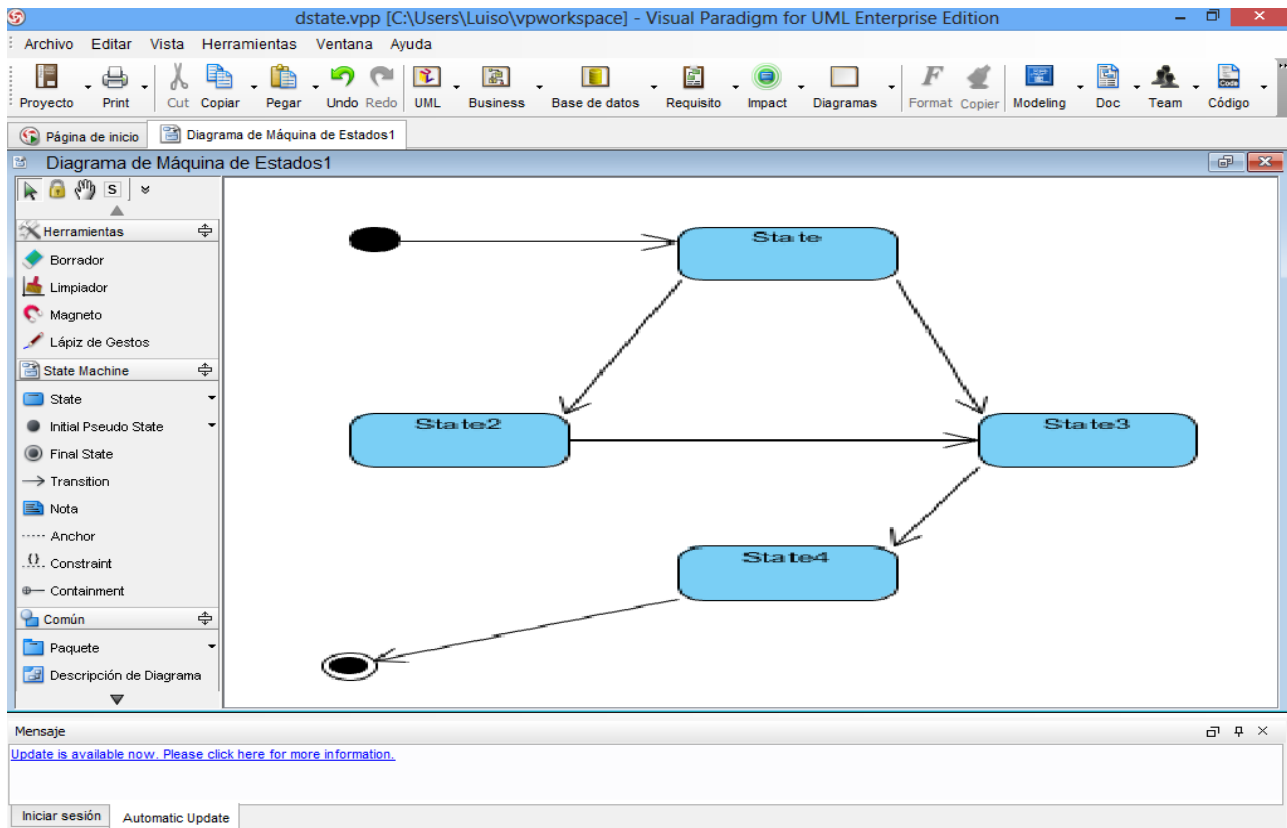 dstate.vpp [C:\Users\Luiso\vpworkspace] - Visual Paradigm for UML Enterprise Edition
Archivo Editar Vista Herramientas Ventana Ayuda
Proyecto Print Cut Copiar Pegar Undo Redo UML Business Base de datos Requisito Impact Diagramas Format Copier Modeling Doc Team Código
Página de inicio Diagrama de Máquina de Estados1
Diagrama de Máquina de Estados1
S
Herramientas
Borrador
Limpiador
Magneto
Lápiz de Gestos
State Machine
State
Initial Pseudo State
Final State
Transition
Nota
Anchor
Constraint
Containment
Común
Paquete
Descripción de Diagrama
State
State2
State3
State4
Mensaje
Update is available now. Please click here for more information.
Iniciar sesión Automatic Update